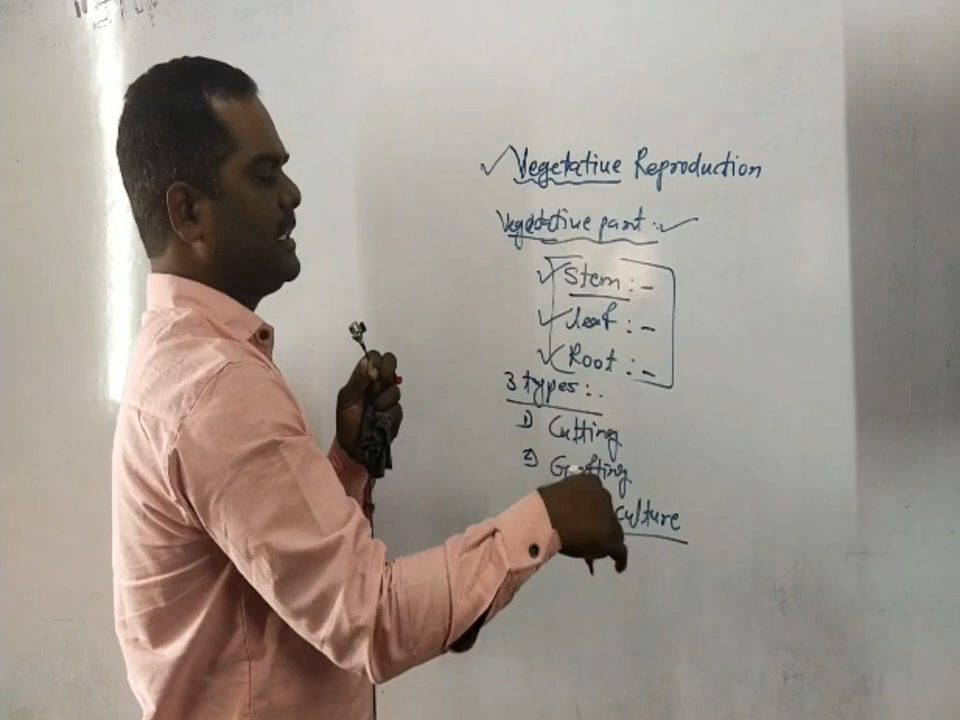 ✓ Vegetative Reproduction
Vegetative part :. ✓
✓ Stem : -
✓ leaf : -
✓ Root : -
3 types : .
1) Cutting
2) Grafting
culture